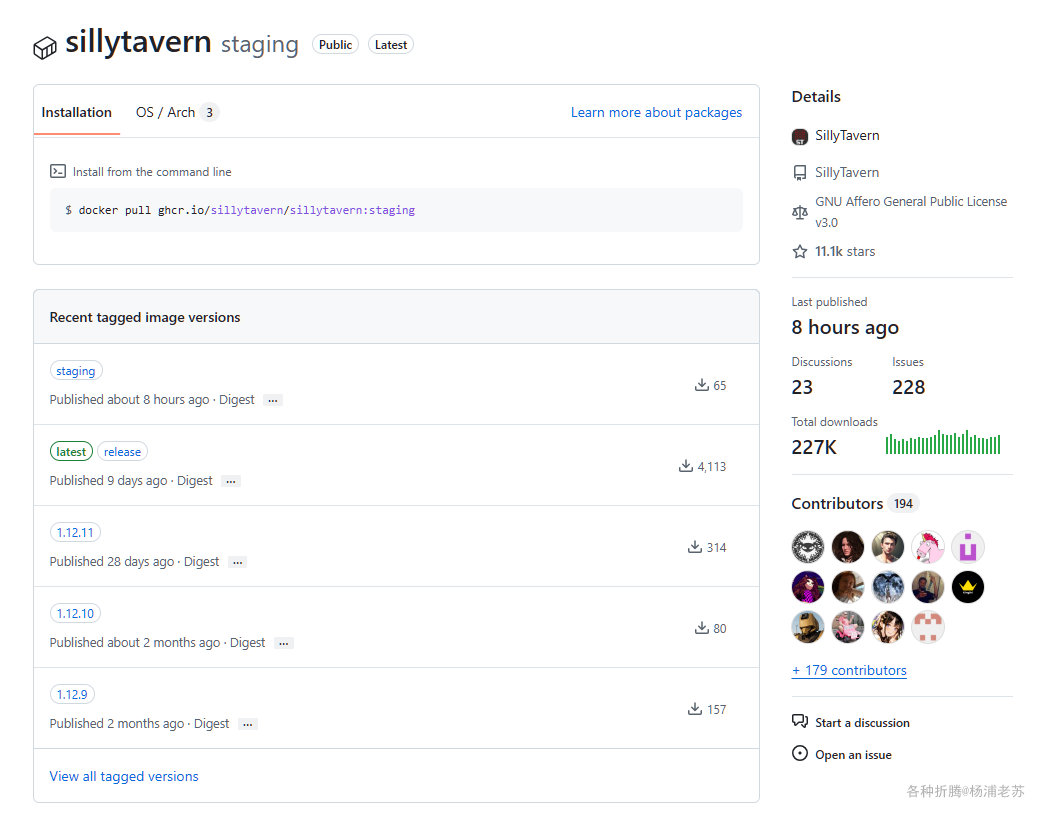 sillytavern staging Public Latest
Installation OS / Arch 3 Learn more about packages
Install from the command line
$ docker pull ghcr.io/sillytavern/sillytavern:staging
Recent tagged image versions
staging
65
Published about 8 hours ago · Digest ...
latest release
4,113
Published 9 days ago · Digest ...
1.12.11
314
Published 28 days ago · Digest ...
1.12.10
80
Published about 2 months ago · Digest ...
1.12.9
157
Published 2 months ago · Digest ...
View all tagged versions
Details
SillyTavern
SillyTavern
GNU Affero General Public License
v3.0
11.1k stars
Last published
8 hours ago
Discussions Issues
23 228
Total downloads
227K
Contributors 194
+ 179 contributors
Start a discussion
Open an issue
各种折腾@杨浦老苏